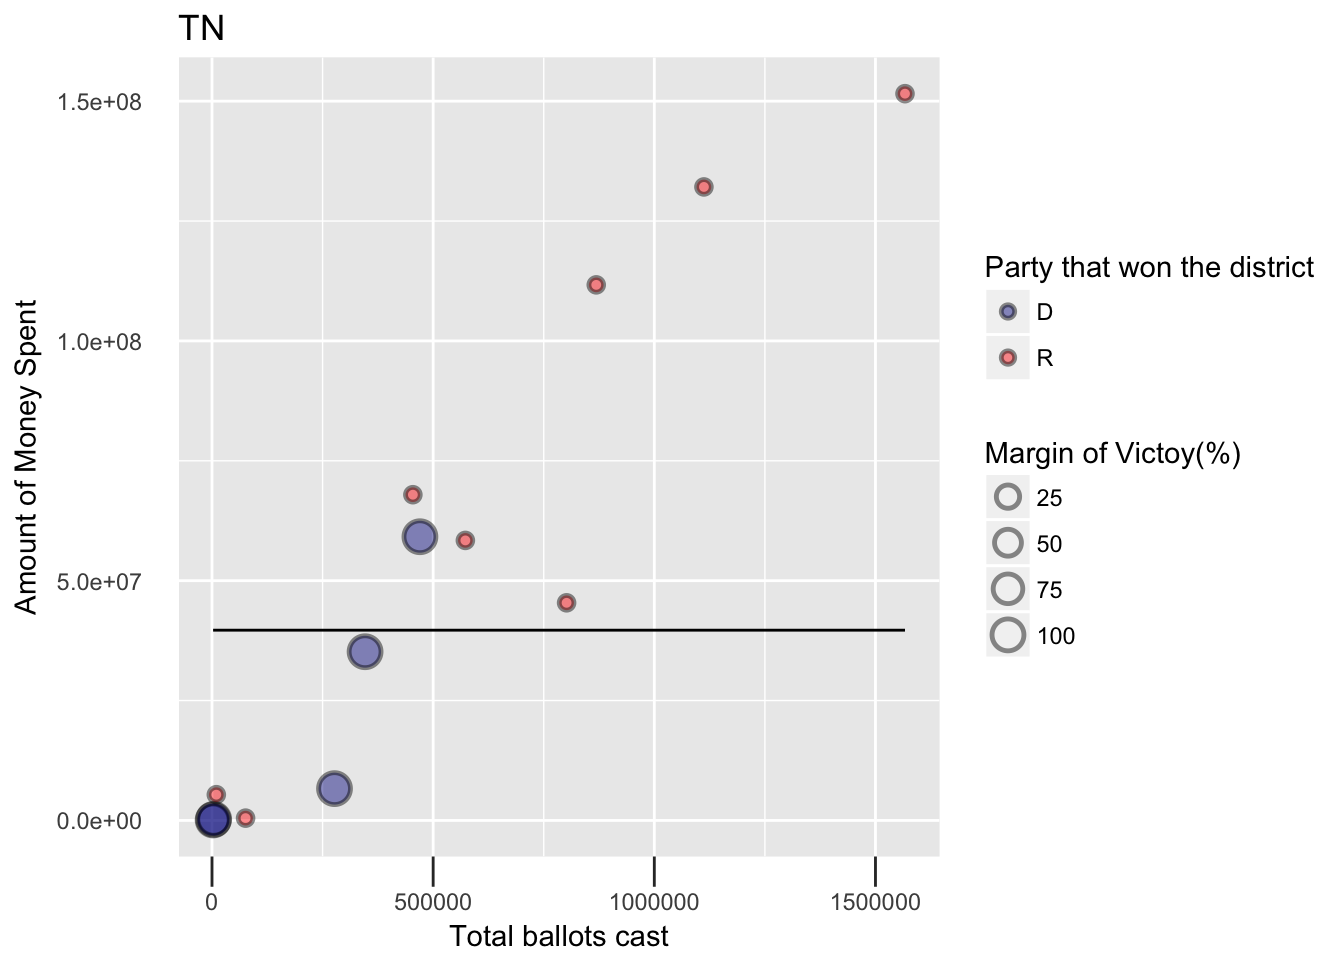 TN
1.5e+08
1.0e+08
5.0e+07
0.0e+00
Amount of Money Spent
0
500000
1000000
1500000
Total ballots cast
Party that won the district
D
R
Margin of Victoy(%)
25
50
75
100